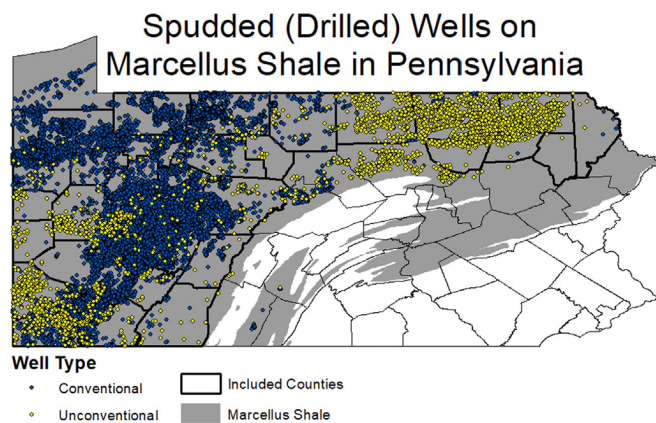 Spudded (Drilled) Wells on
Marcellus Shale in Pennsylvania
Well Type
Conventional
Unconventional
Included Counties
Marcellus Shale